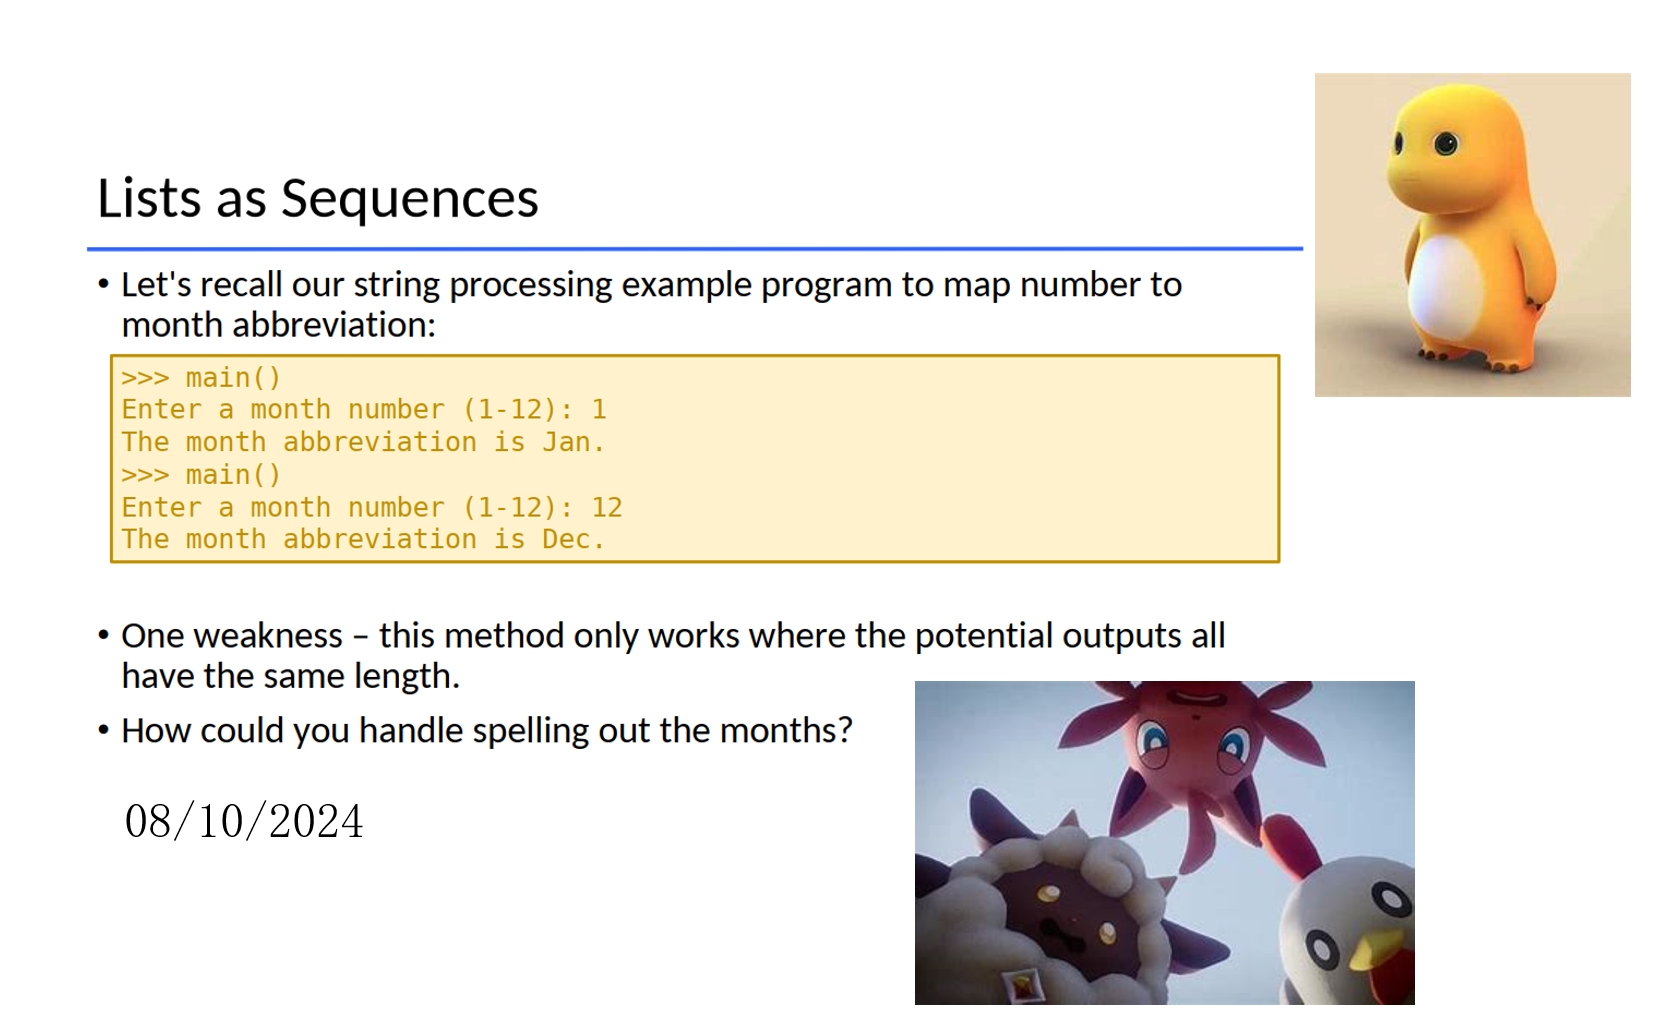 Lists as Sequences
• Let's recall our string processing example program to map number to
month abbreviation:
>>> main()
Enter a month number (1-12): 1
The month abbreviation is Jan.
>>> main()
Enter a month number (1-12): 12
The month abbreviation is Dec.
• One weakness – this method only works where the potential outputs all
have the same length.
• How could you handle spelling out the months?
08/10/2024